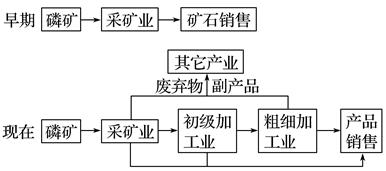 早期 磷矿 采矿业 矿石销售
其它产业
废弃物 副产品
现在 磷矿 采矿业 初级加工业 粗细加工业 产品销售